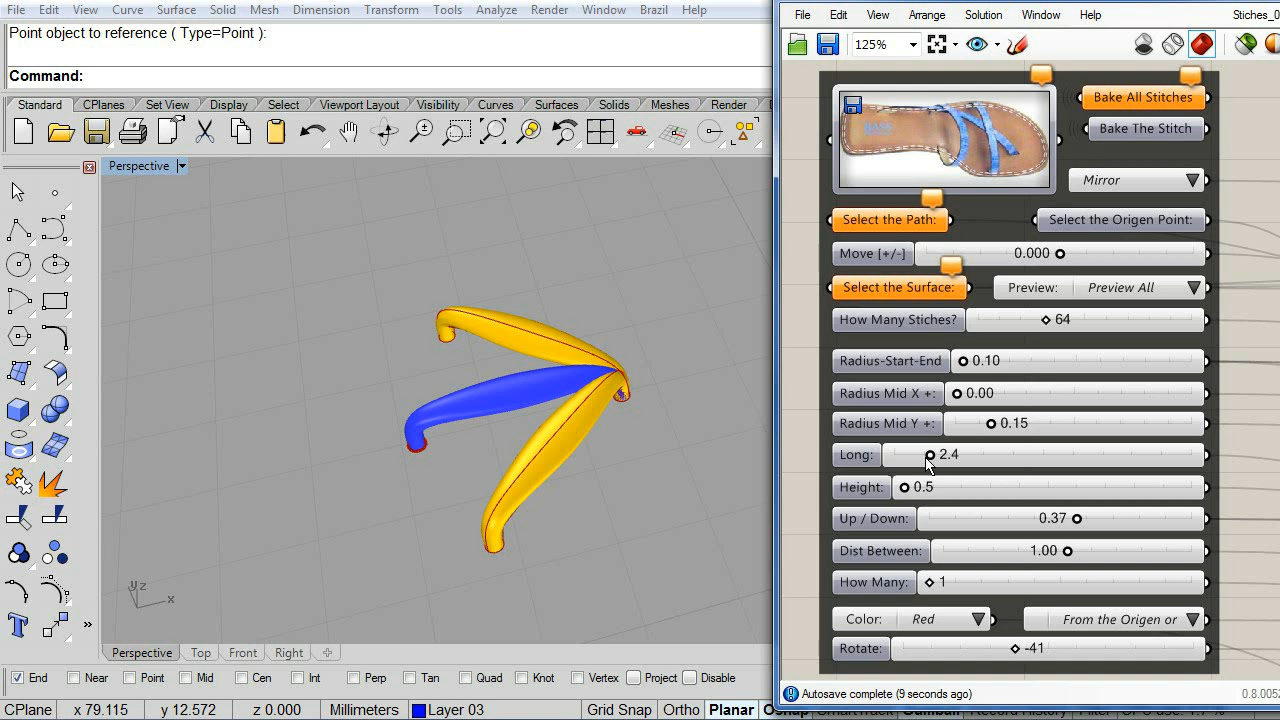 File Edit View Curve Surface Solid Mesh Dimension Transform Tools Analyze Render Window Brazil Help
Point object to reference ( Type=Point ):
Command:
Standard CPlanes Set View Display Select Viewport Layout Visibility Curves Surfaces Solids Meshes Render
Perspective
y z x
Perspective Top Front Right
End Near Point Mid Cen Int Perp Tan Quad Knot Vertex Project Disable
CPlane x 79.115 y 12.572 z 0.000 Millimeters Layer 03 Grid Snap Ortho Planar
File Edit View Arrange Solution Window Help Stiches_0
125%
Bake All Stitches
Bake The Stitch
Mirror
Select the Path: Select the Origen Point:
Move [+/-] 0.000
Select the Surface: Preview: Preview All
How Many Stiches? 64
Radius-Start-End 0.10
Radius Mid X +: 0.00
Radius Mid Y +: 0.15
Long: 2.4
Height: 0.5
Up / Down: 0.37
Dist Between: 1.00
How Many: 1
Color: Red From the Origen or
Rotate: -41
Autosave complete (9 seconds ago) 0.8.0052